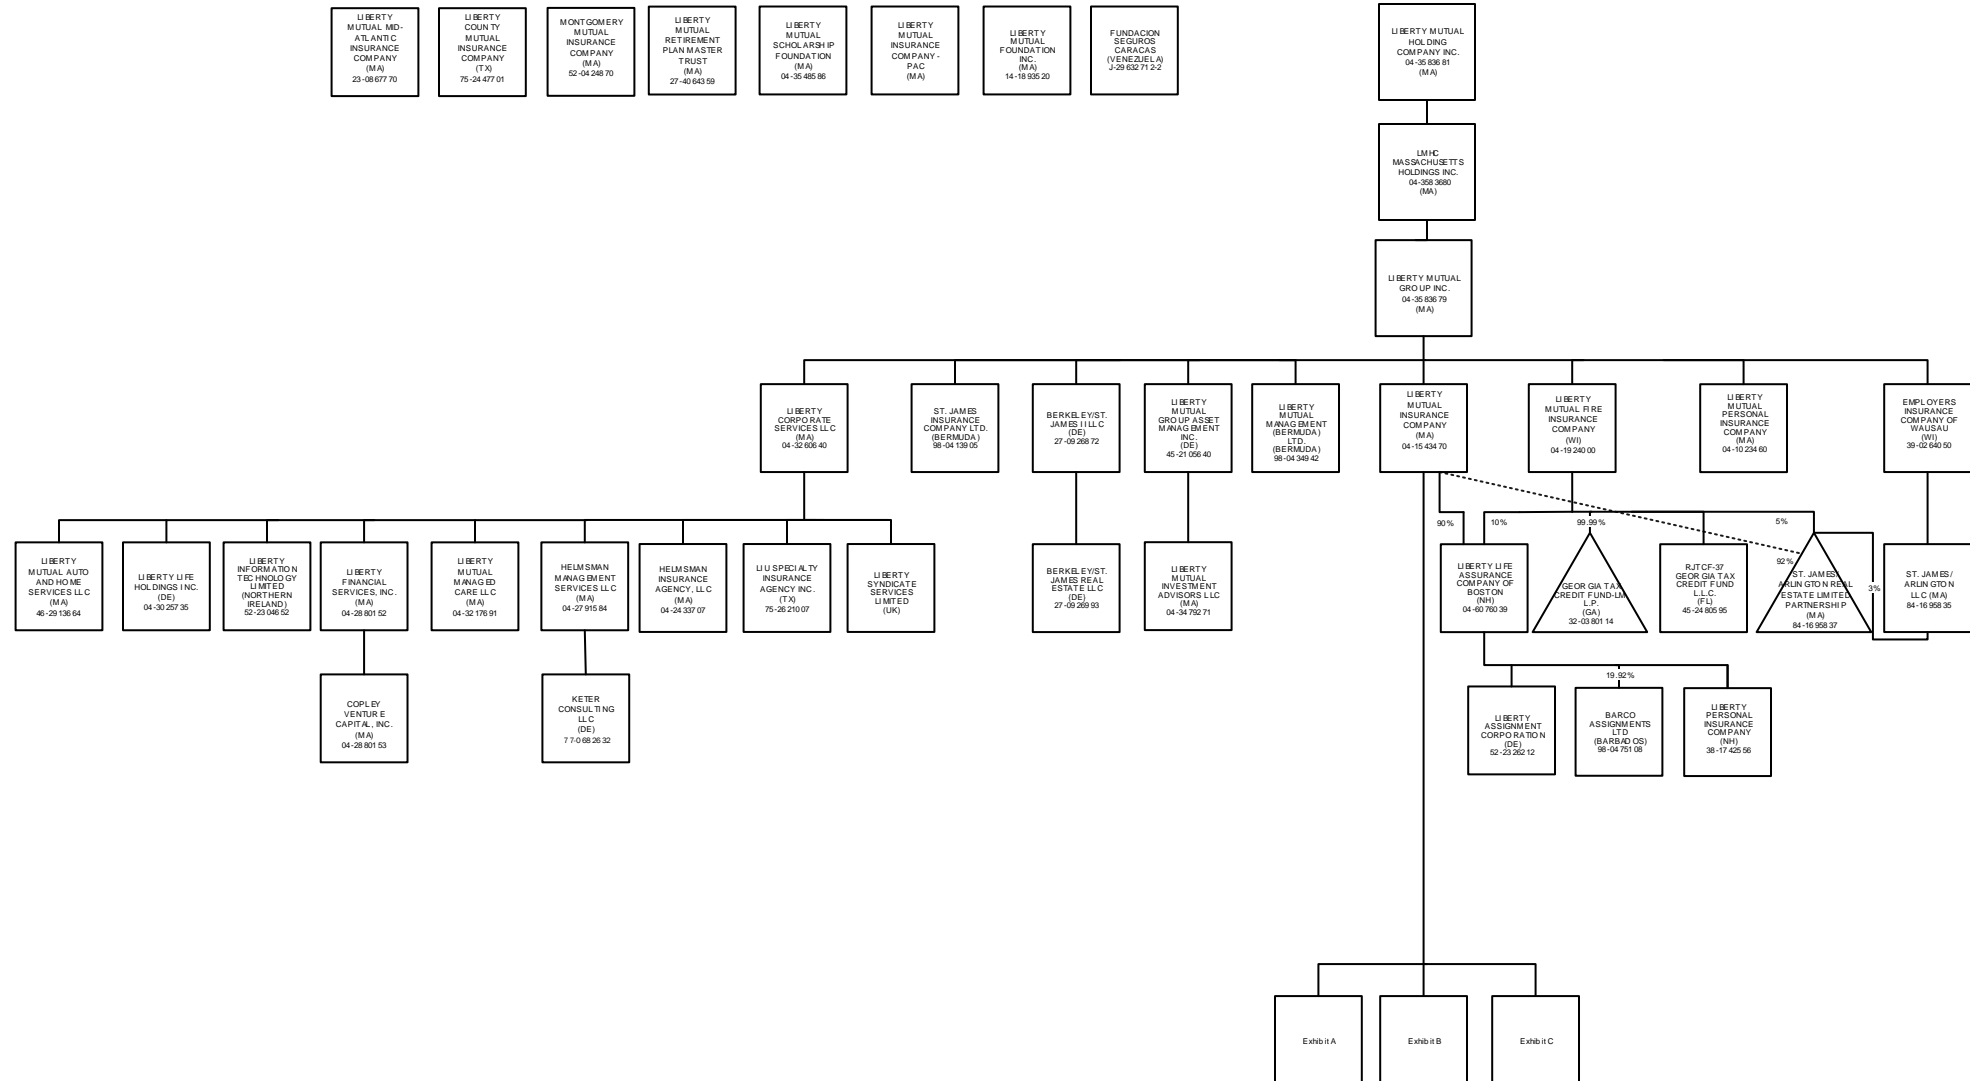 LIBERTY
MUTUAL MID-
ATLANTIC
INSURANCE
COMPANY
(MA)
23-0867770
LIBERTY
COUNTY
MUTUAL
INSURANCE
COMPANY
(TX)
75-2447701
MONTGOMERY
MUTUAL
INSURANCE
COMPANY
(MA)
52-0424870
LIBERTY
MUTUAL
RETIREMENT
PLAN MASTER
TRUST
(MA)
27-4064359
LIBERTY
MUTUAL
SCHOLARSHIP
FOUNDATION
(MA)
04-3548586
LIBERTY
MUTUAL
INSURANCE
COMPANY -
PAC
(MA)
LIBERTY
MUTUAL
FOUNDATION
INC.
(MA)
14-1893520
FUNDACION
SEGUROS
CARACAS
(VENEZUELA)
J-29632712-2
LIBERTY MUTUAL
HOLDING
COMPANY INC.
04-3583681
(MA)
LMHC
MASSACHUSETTS
HOLDINGS INC.
04-3583680
(MA)
LIBERTY MUTUAL
GROUP INC.
04-3583679
(MA)
LIBERTY
CORPORATE
SERVICES LLC
(MA)
04-3260640
ST. JAMES
INSURANCE
COMPANY LTD.
(BERMUDA)
98-0413905
BERKELEY/ST.
JAMES II LLC
(DE)
27-0926872
LIBERTY
MUTUAL
GROUP ASSET
MANAGEMENT
INC.
(DE)
45-2105640
LIBERTY
MUTUAL
MANAGEMENT
(BERMUDA)
LTD.
(BERMUDA)
98-0434942
LIBERTY
MUTUAL
INSURANCE
COMPANY
(MA)
04-1543470
LIBERTY
MUTUAL FIRE
INSURANCE
COMPANY
(WI)
04-1924000
LIBERTY
MUTUAL
PERSONAL
INSURANCE
COMPANY
(MA)
04-1023460
EMPLOYERS
INSURANCE
COMPANY OF
WAUSAU
(WI)
39-0264050
90%
10%
99.99%
5%
92%
3%
LIBERTY
MUTUAL AUTO
AND HOME
SERVICES LLC
(MA)
46-2913664
LIBERTY LIFE
HOLDINGS INC.
(DE)
04-3025735
LIBERTY
INFORMATION
TECHNOLOGY
LIMITED
(NORTHERN
IRELAND)
52-2304652
LIBERTY
FINANCIAL
SERVICES, INC.
(MA)
04-2880152
LIBERTY
MUTUAL
MANAGED
CARE LLC
(MA)
04-3217691
HELMSMAN
MANAGEMENT
SERVICES LLC
(MA)
04-2791584
HELMSMAN
INSURANCE
AGENCY, LLC
(MA)
04-2433707
LIU SPECIALTY
INSURANCE
AGENCY INC.
(TX)
75-2621007
LIBERTY
SYNDICATE
SERVICES
LIMITED
(UK)
BERKELEY/ST.
JAMES REAL
ESTATE LLC
(DE)
27-0926993
LIBERTY
MUTUAL
INVESTMENT
ADVISORS LLC
(MA)
04-3479271
LIBERTY LIFE
ASSURANCE
COMPANY OF
BOSTON
(NH)
04-6076039
GEORGIA TAX
CREDIT FUND-LM
L.P.
(GA)
32-0380114
RJTCF-37
GEORGIA TAX
CREDIT FUND
L.L.C.
(FL)
45-2480595
ST. JAMES/
ARLINGTON REAL
ESTATE LIMITED
PARTNERSHIP
(MA)
84-1695837
ST. JAMES/
ARLINGTON
LLC (MA)
84-1695835
COPLEY
VENTURE
CAPITAL, INC.
(MA)
04-2880153
KETER
CONSULTING
LLC
(DE)
77-0682632
19.92%
LIBERTY
ASSIGNMENT
CORPORATION
(DE)
52-2326212
BARCO
ASSIGNMENTS
LTD
(BARBADOS)
98-0475108
LIBERTY
PERSONAL
INSURANCE
COMPANY
(NH)
38-1742556
Exhibit A
Exhibit B
Exhibit C